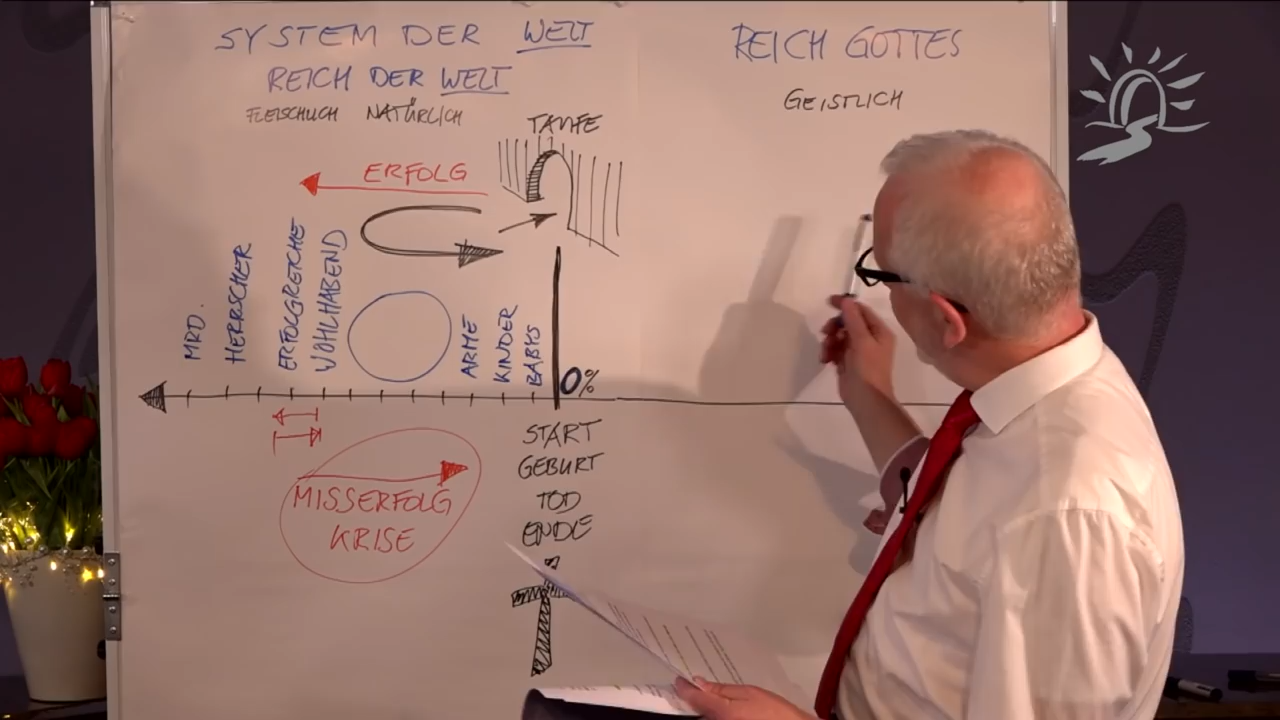 SYSTEM DER WELT
REICH DER WELT
FLEISCHLICH NATÜRLICH
TAUFE
ERFOLG
MRD.
HERRSCHER
ERFOLGREICHE
WOHLHABEND
ARME
KINDER
BABYS
0%
START
GEBURT
TOD
ENDE
MISSERFOLG
KRISE
REICH GOTTES
GEISTLICH